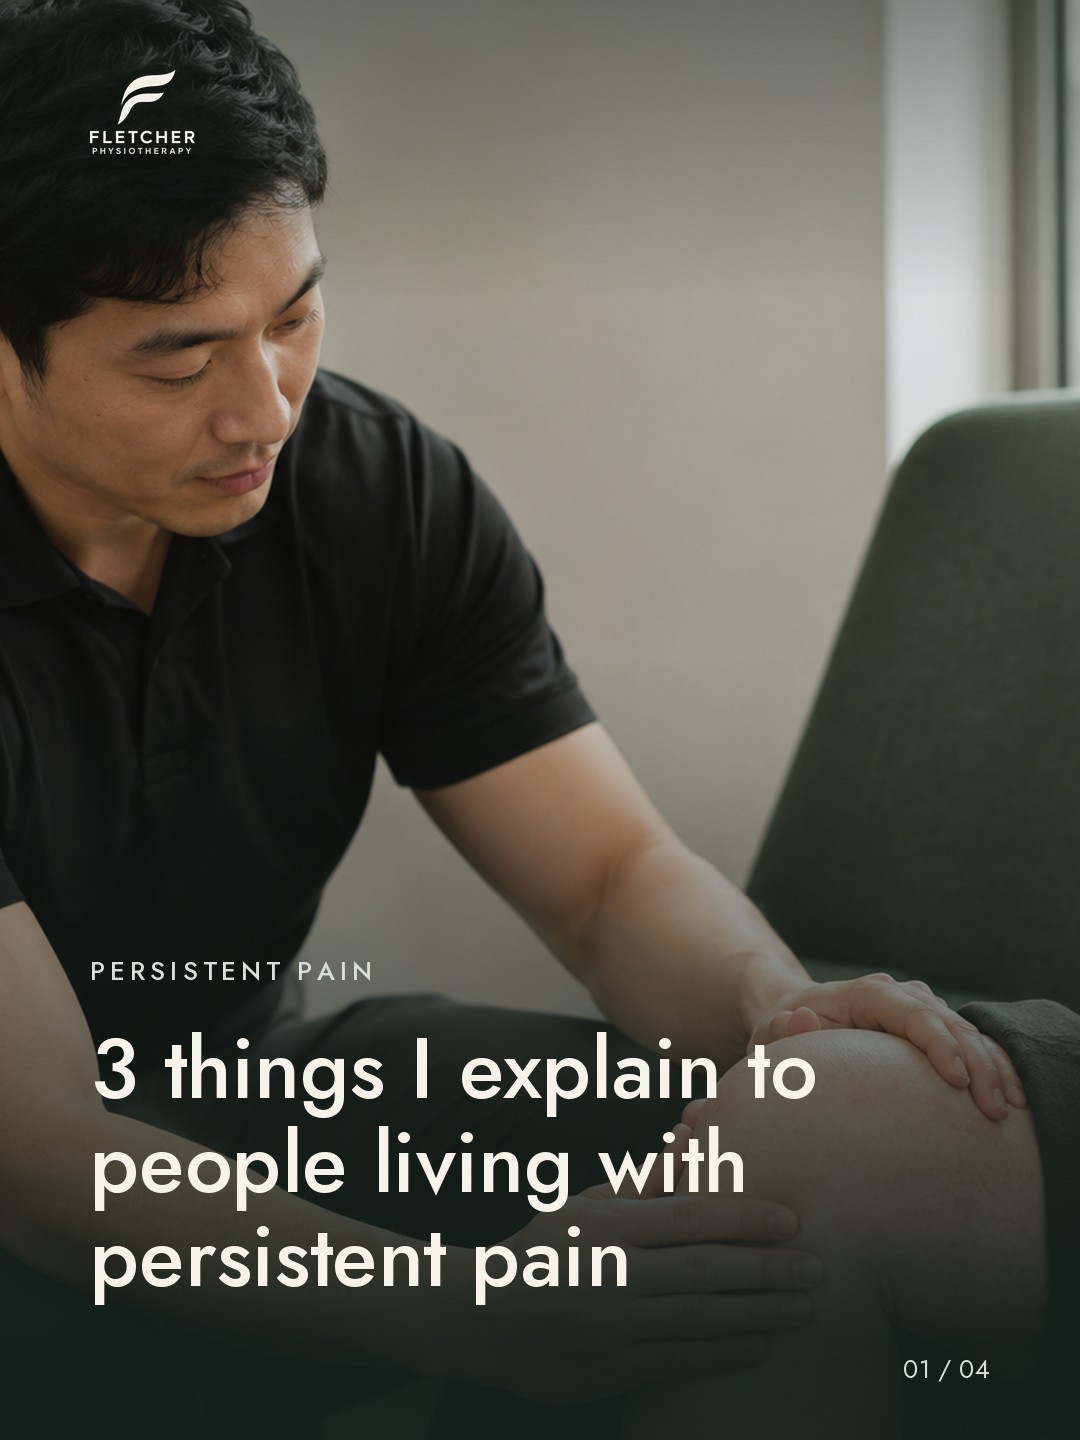 FLETCHER
PHYSIOTHERAPY
PERSISTENT PAIN
3 things I explain to
people living with
persistent pain
01 / 04